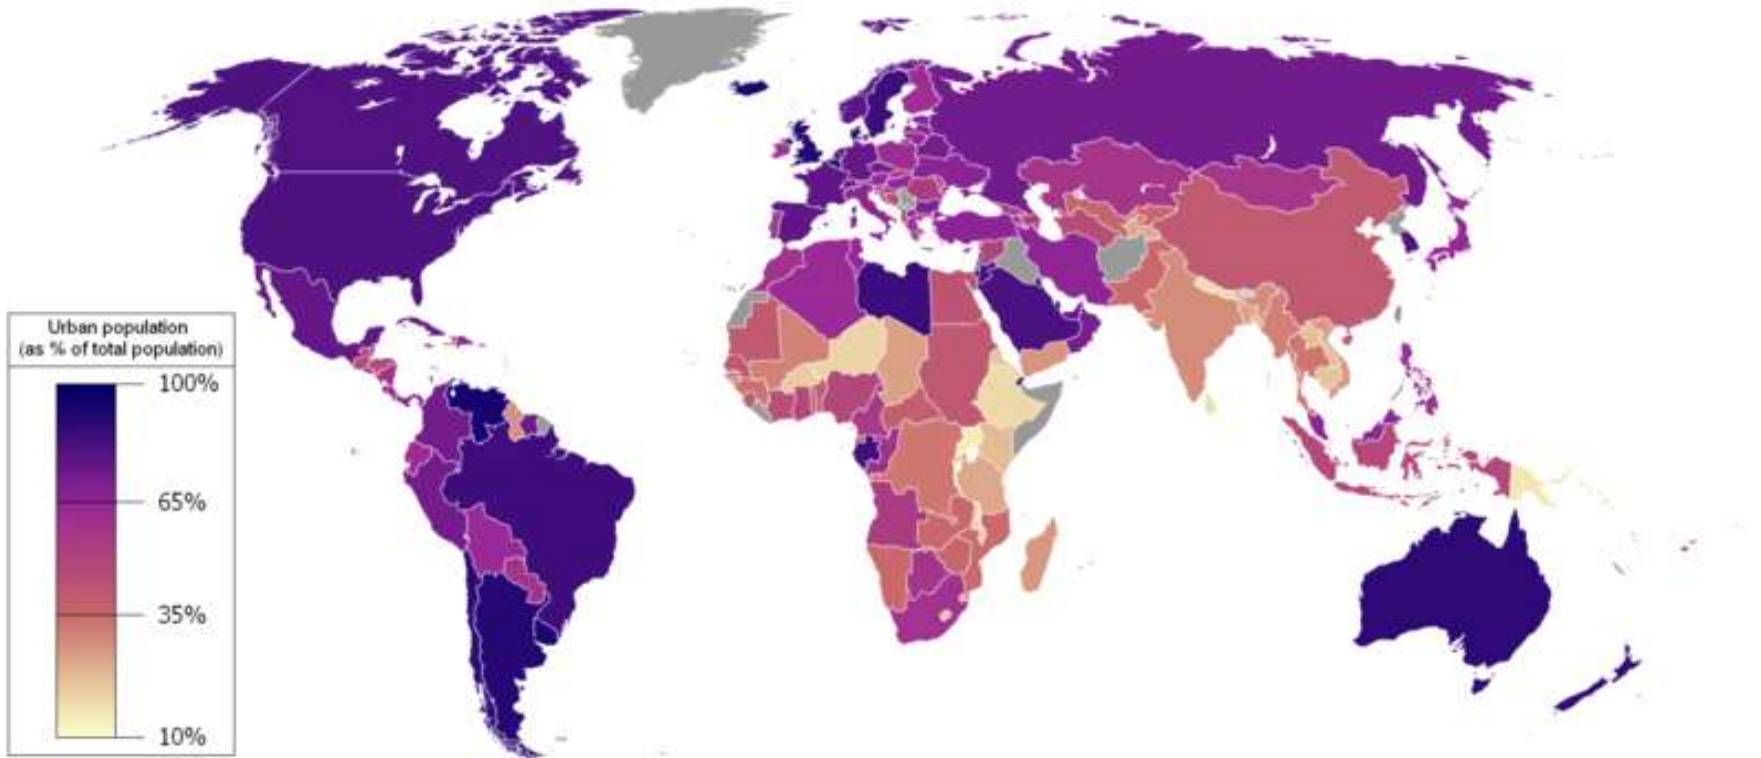 Urban population
(as % of total population)
100%
65%
35%
10%